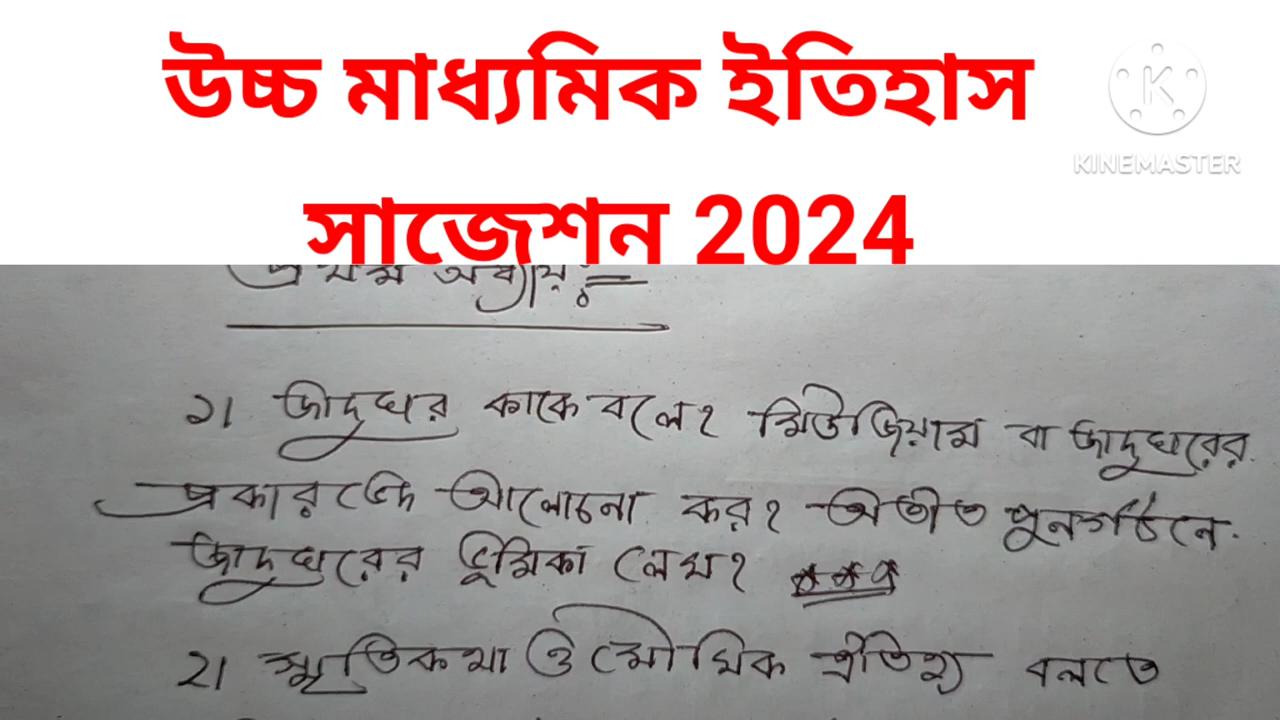 উচ্চ মাধ্যমিক ইতিহাস
K
KINEMASTER
সাজেশন 2024
প্রথম অধ্যায়ঃ=
১। জাদুঘর কাকে বলে? মিউজিয়াম বা জাদুঘরের
প্রকারভেদ আলোচনা কর? অতীত পুনর্গঠনে
জাদুঘরের ভূমিকা লেখ? ***
২। স্মৃতিকথা ও মৌখিক ঐতিহ্য বলতে